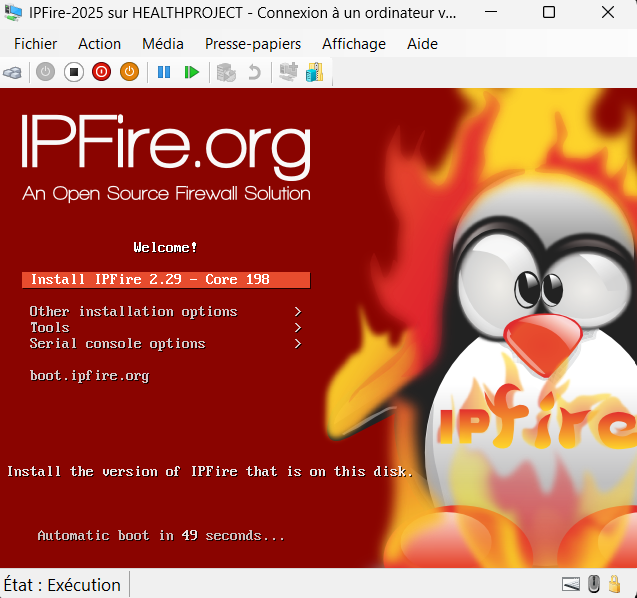 IPFire-2025 sur HEALTHPROJECT - Connexion à un ordinateur v...
Fichier Action Média Presse-papiers Affichage Aide
IPFire.org
An Open Source Firewall Solution
Welcome!
Install IPFire 2.29 - Core 198
Other installation options >
Tools >
Serial console options >
boot.ipfire.org
IPfire
Install the version of IPFire that is on this disk.
Automatic boot in 49 seconds...
État : Exécution